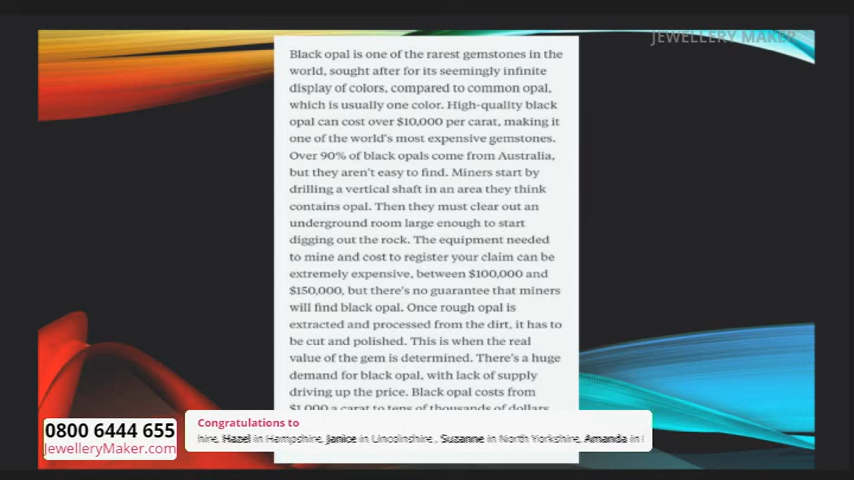 JEWELLERY MAKER
Black opal is one of the rarest gemstones in the
world, sought after for its seemingly infinite
display of colors, compared to common opal,
which is usually one color. High-quality black
opal can cost over $10,000 per carat, making it
one of the world's most expensive gemstones.
Over 90% of black opals come from Australia,
but they aren't easy to find. Miners start by
drilling a vertical shaft in an area they think
contains opal. Then they must clear out an
underground room large enough to start
digging out the rock. The equipment needed
to mine and cost to register your claim can be
extremely expensive, between $100,000 and
$150,000, but there's no guarantee that miners
will find black opal. Once rough opal is
extracted and processed from the dirt, it has to
be cut and polished. This is when the real
value of the gem is determined. There's a huge
demand for black opal, with lack of supply
driving up the price. Black opal costs from
$1,000 a carat to tens of thousands of dollars
0800 6444 655
JewelleryMaker.com
Congratulations to
hire, Hazel in Hampshire, Janice in Lincolnshire , Suzanne in North Yorkshire, Amanda in